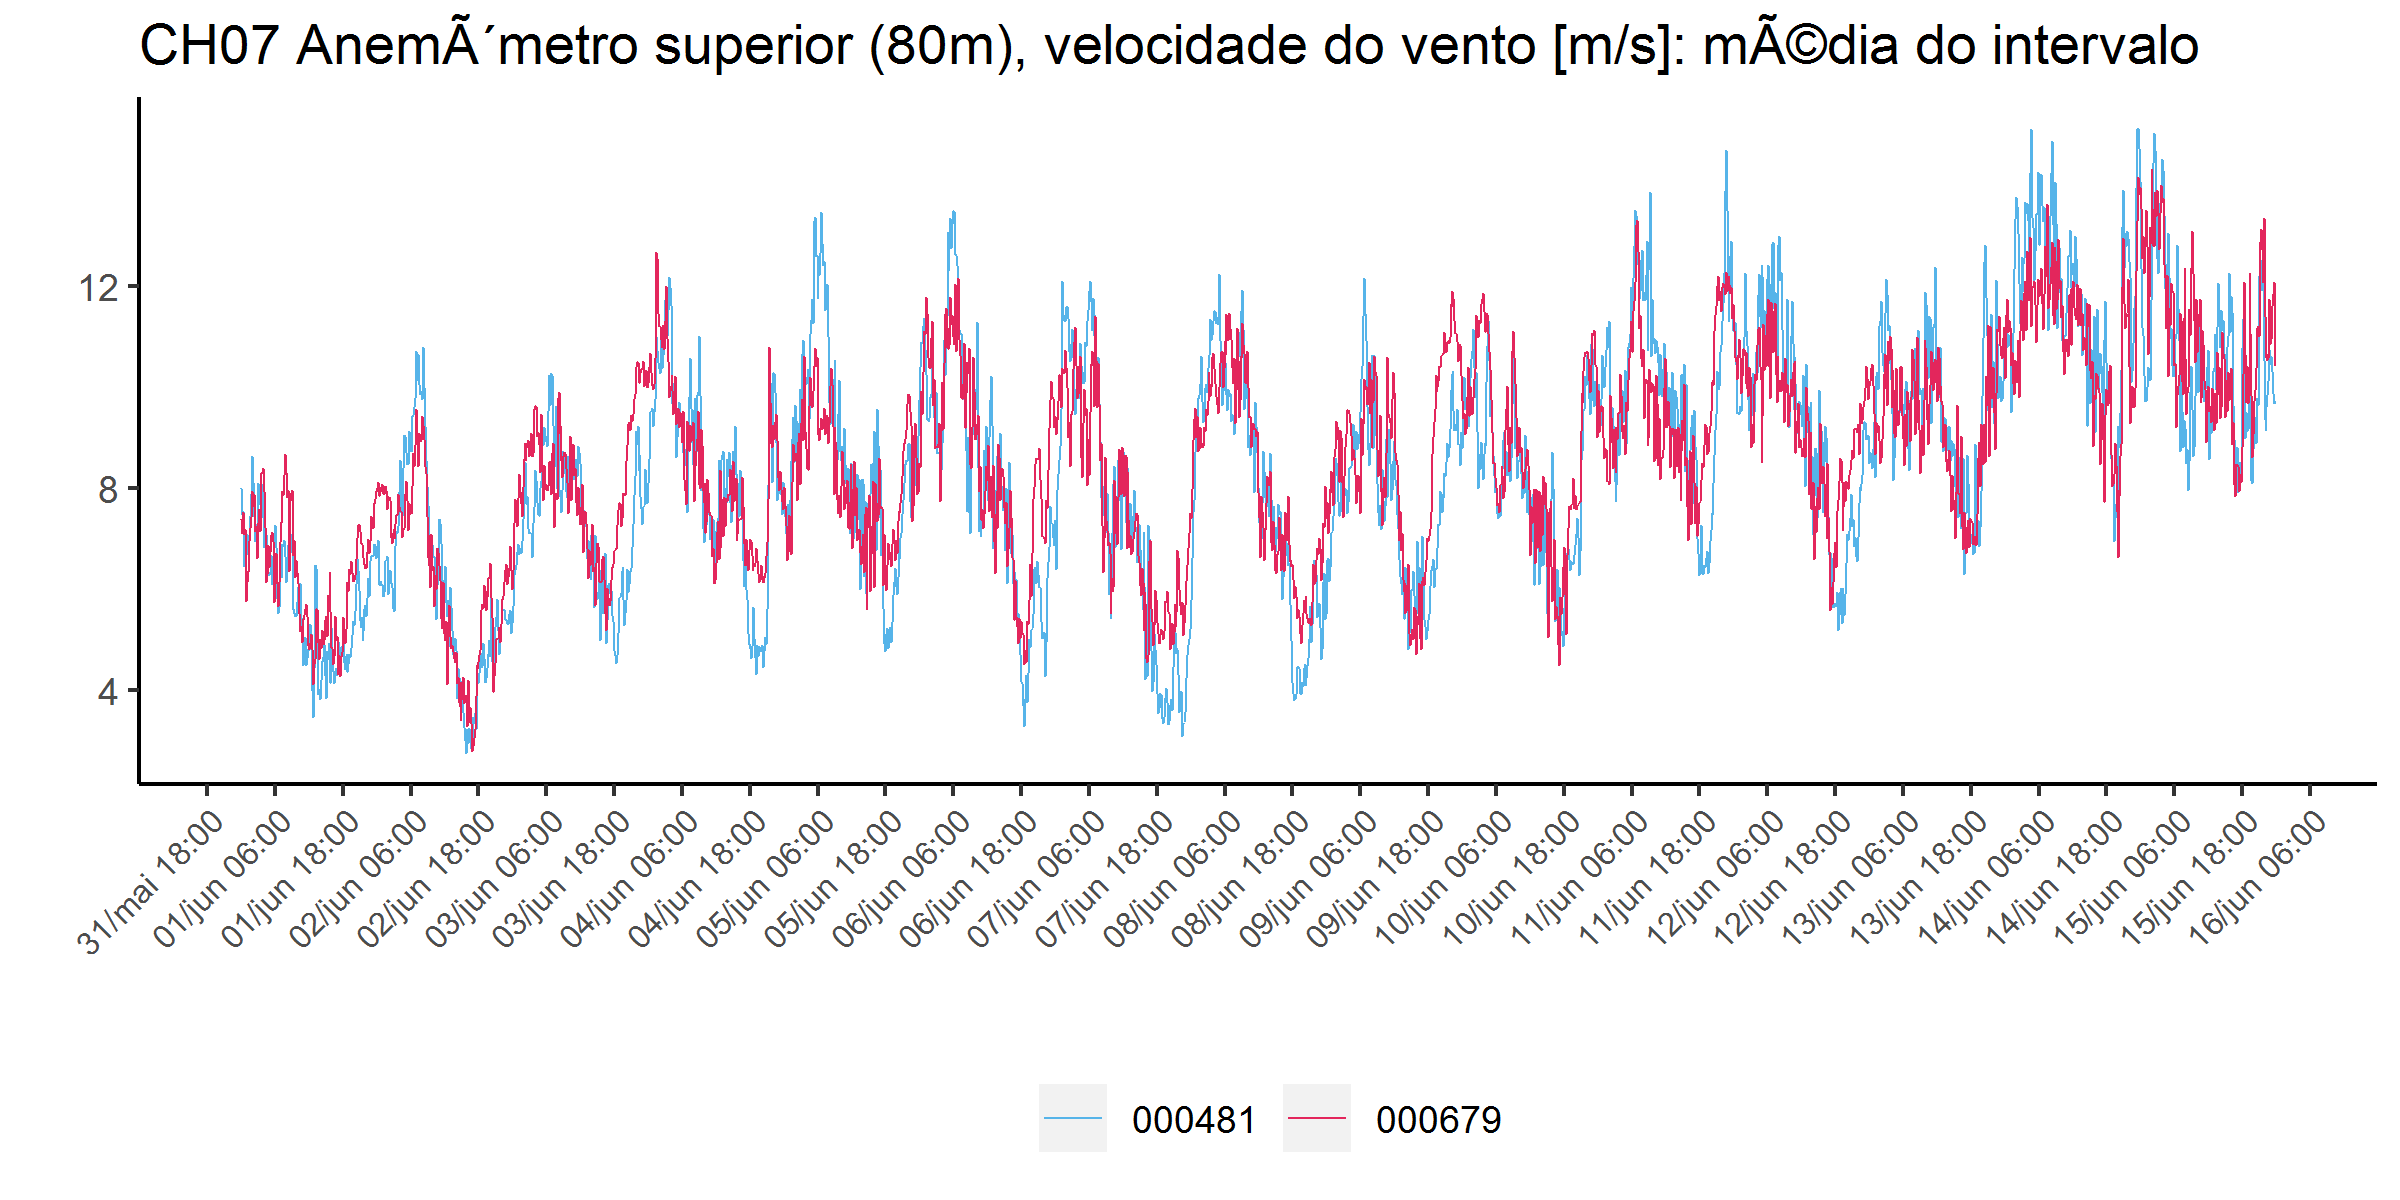 CH07 AnemÃ´metro superior (80m), velocidade do vento [m/s]: mÃ©dia do intervalo
12
8
4
31/mai 18:00
01/jun 06:00
01/jun 18:00
02/jun 06:00
02/jun 18:00
03/jun 06:00
03/jun 18:00
04/jun 06:00
04/jun 18:00
05/jun 06:00
05/jun 18:00
06/jun 06:00
06/jun 18:00
07/jun 06:00
07/jun 18:00
08/jun 06:00
08/jun 18:00
09/jun 06:00
09/jun 18:00
10/jun 06:00
10/jun 18:00
11/jun 06:00
11/jun 18:00
12/jun 06:00
12/jun 18:00
13/jun 06:00
13/jun 18:00
14/jun 06:00
14/jun 18:00
15/jun 06:00
15/jun 18:00
16/jun 06:00
000481
000679